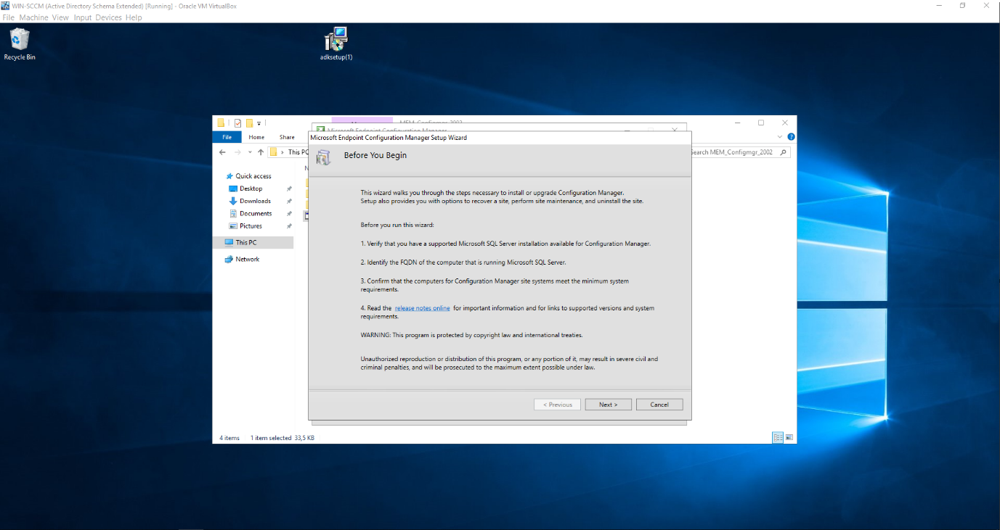 WIN-SCCM (Active Directory Schema Extended) [Running] - Oracle VM VirtualBox
File Machine View Input Devices Help
Recycle Bin
adksetup(1)
MEM_Configmgr_2002
Microsoft Endpoint Configuration Manager
File Home Share
Microsoft Endpoint Configuration Manager Setup Wizard
This PC
Search MEM_Configmgr_2002
Before You Begin
Quick access
Desktop
Downloads
Documents
Pictures
This PC
Network
This wizard walks you through the steps necessary to install or upgrade Configuration Manager.
Setup also provides you with options to recover a site, perform site maintenance, and uninstall the site.
Before you run this wizard:
1. Verify that you have a supported Microsoft SQL Server installation available for Configuration Manager.
2. Identify the FQDN of the computer that is running Microsoft SQL Server.
3. Confirm that the computers for Configuration Manager site systems meet the minimum system
requirements.
4. Read the release notes online for important information and for links to supported versions and system
requirements.
WARNING: This program is protected by copyright law and international treaties.
Unauthorized reproduction or distribution of this program, or any portion of it, may result in severe civil and
criminal penalties, and will be prosecuted to the maximum extent possible under law.
< Previous Next > Cancel
4 items 1 item selected 33,5 KB